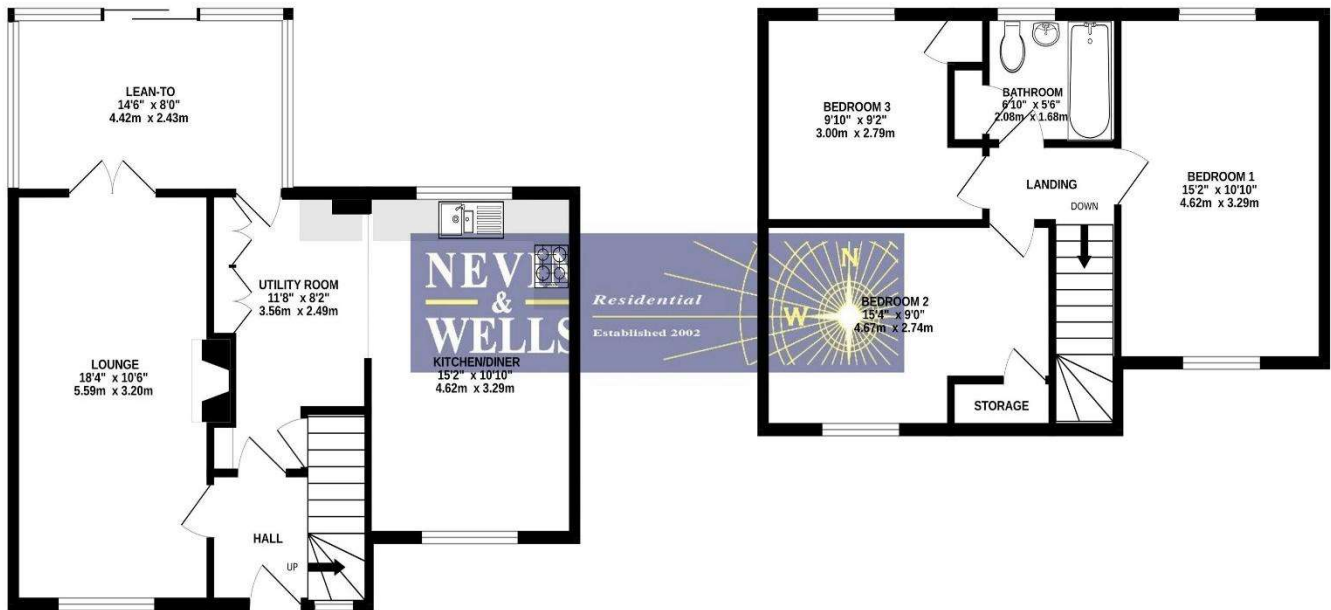 LEAN-TO
14'6" x 8'0"
4.42m x 2.43m
UTILITY ROOM
11'8" x 8'2"
3.56m x 2.49m
LOUNGE
18'4" x 10'6"
5.59m x 3.20m
KITCHEN/DINER
15'2" x 10'10"
4.62m x 3.29m
HALL
UP
NEVI
&
WELLS
Residential
Established 2002
N
W
BEDROOM 3
9'10" x 9'2"
3.00m x 2.79m
BATHROOM
6'10" x 5'6"
2.08m x 1.68m
BEDROOM 1
15'2" x 10'10"
4.62m x 3.29m
LANDING
DOWN
BEDROOM 2
15'4" x 9'0"
4.67m x 2.74m
STORAGE